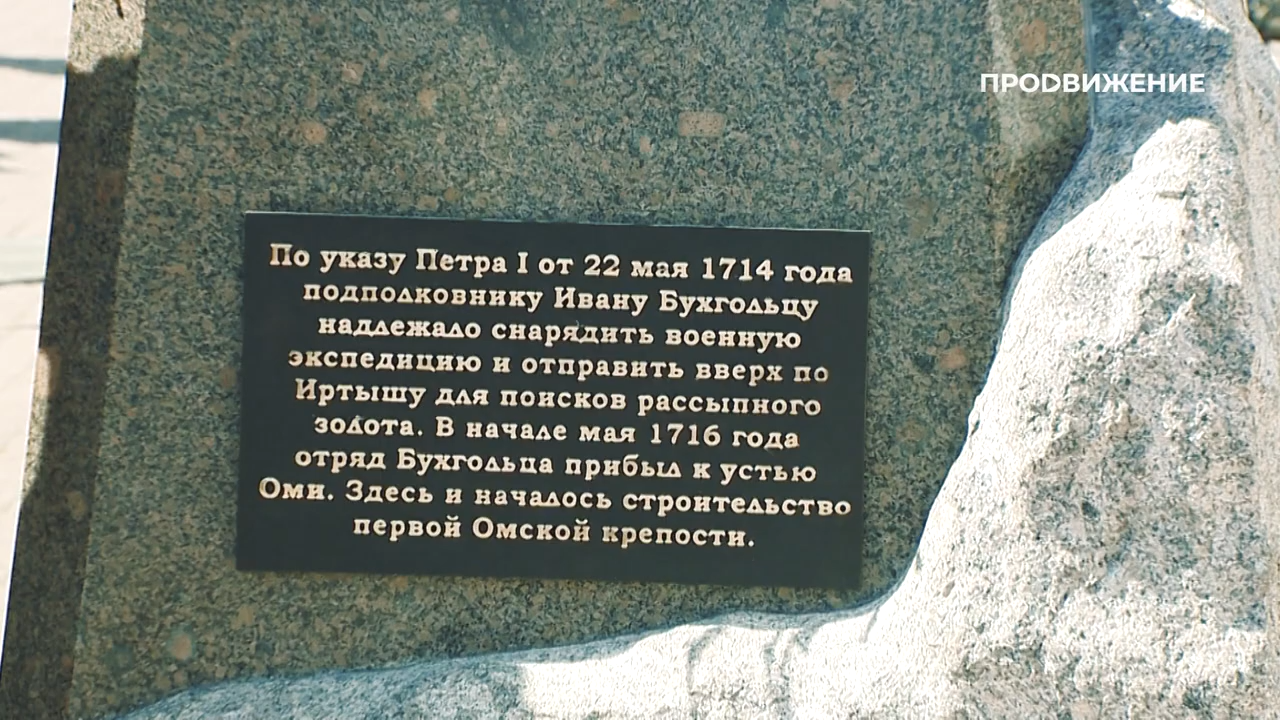 ПРОДВИЖЕНИЕ
По указу Петра I от 22 мая 1714 года
подполковнику Ивану Бухгольцу
надлежало снарядить военную
экспедицию и отправить вверх по
Иртышу для поисков рассыпного
золота. В начале мая 1716 года
отряд Бухгольца прибыл к устью
Оми. Здесь и началось строительство
первой Омской крепости.